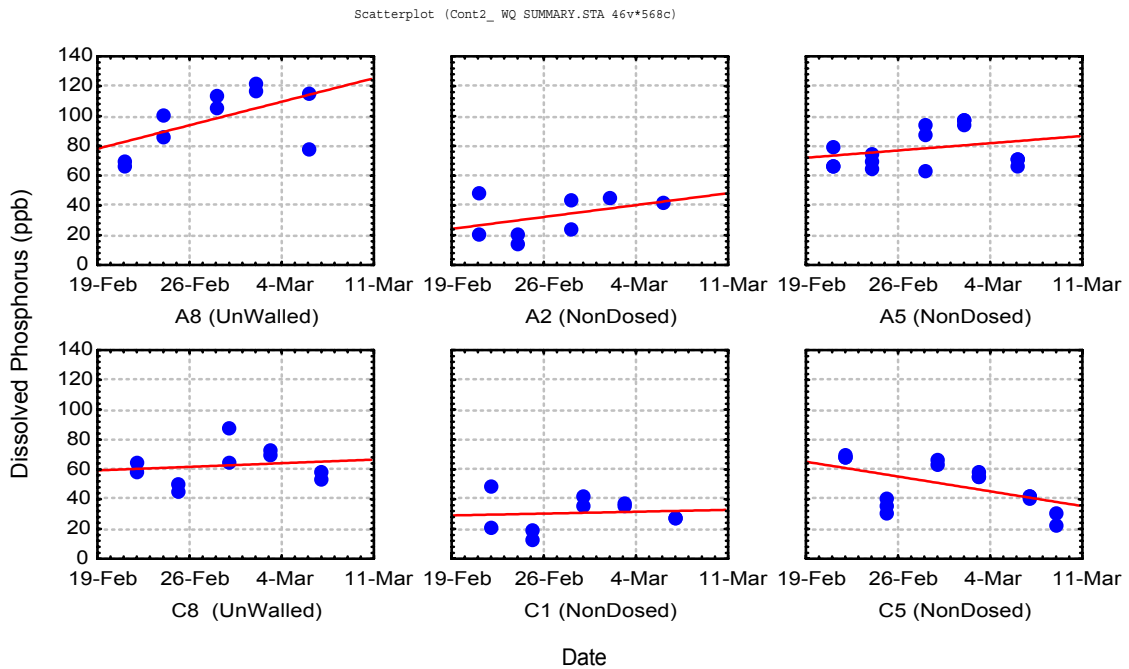 Scatterplot (Cont2_ WQ SUMMARY.STA 46v*568c)
Dissolved Phosphorus (ppb)
140
120
100
80
60
40
20
0
19-Feb 26-Feb 4-Mar 11-Mar
A8 (UnWalled)
19-Feb 26-Feb 4-Mar 11-Mar
A2 (NonDosed)
19-Feb 26-Feb 4-Mar 11-Mar
A5 (NonDosed)
140
120
100
80
60
40
20
0
19-Feb 26-Feb 4-Mar 11-Mar
C8 (UnWalled)
19-Feb 26-Feb 4-Mar 11-Mar
C1 (NonDosed)
19-Feb 26-Feb 4-Mar 11-Mar
C5 (NonDosed)
Date